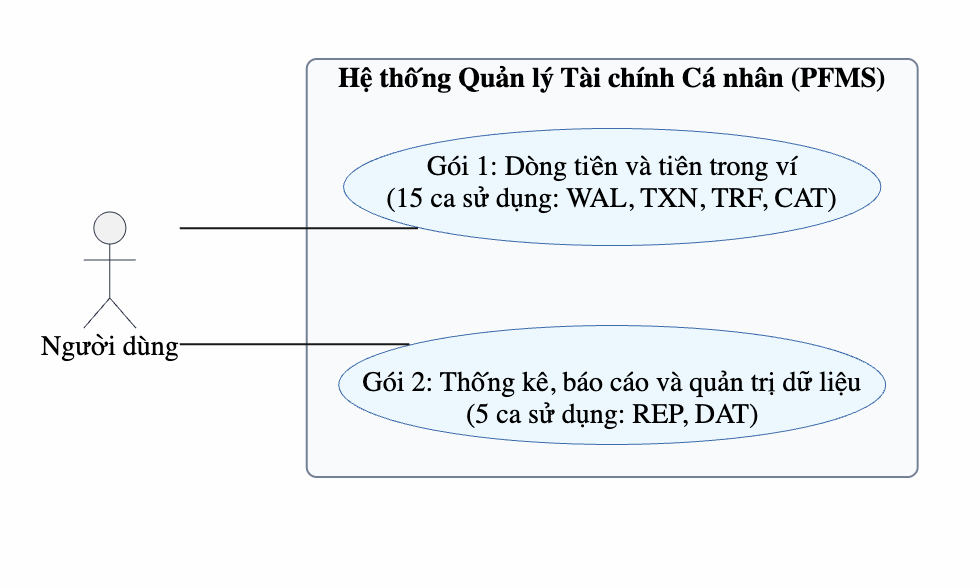 Hệ thống Quản lý Tài chính Cá nhân (PFMS)
Gói 1: Dòng tiền và tiền trong ví
(15 ca sử dụng: WAL, TXN, TRF, CAT)
Người dùng
Gói 2: Thống kê, báo cáo và quản trị dữ liệu
(5 ca sử dụng: REP, DAT)